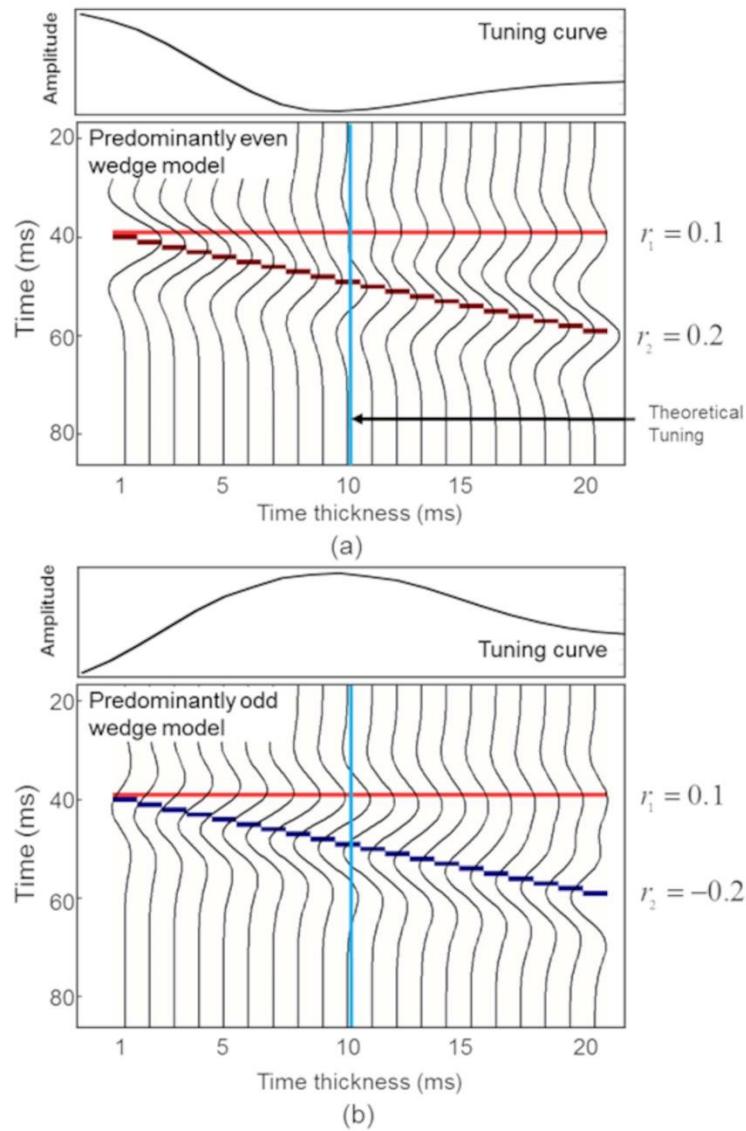 Amplitude
Tuning curve
Predominantly even
wedge model
Time (ms)
20
40
60
80
r₁ = 0.1
r₂ = 0.2
Theoretical
Tuning
1 5 10 15 20
Time thickness (ms)
(a)
Amplitude
Tuning curve
Predominantly odd
wedge model
Time (ms)
20
40
60
80
r₁ = 0.1
r₂ = −0.2
1 5 10 15 20
Time thickness (ms)
(b)